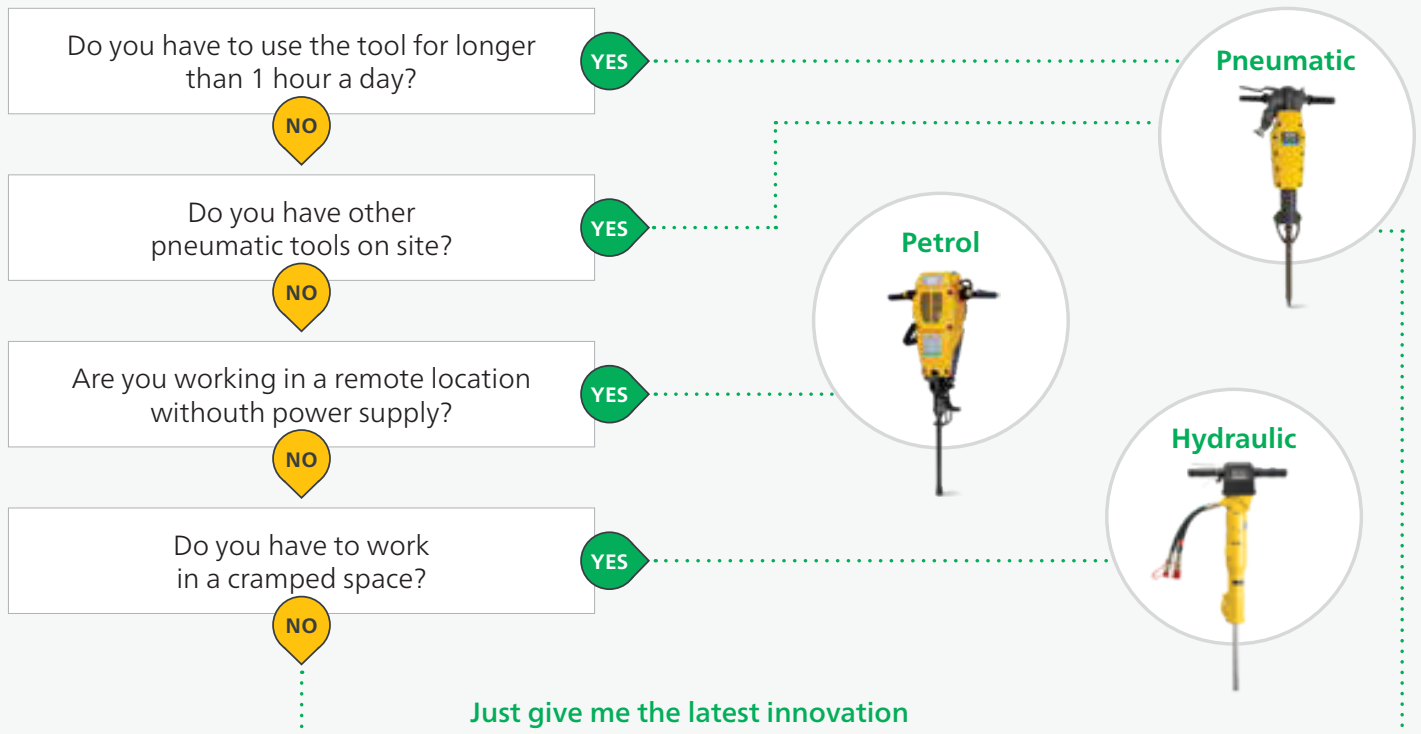 Do you have to use the tool for longer
than 1 hour a day?
YES
Pneumatic
NO
Do you have other
pneumatic tools on site?
YES
Petrol
NO
Are you working in a remote location
withouth power supply?
YES
Hydraulic
NO
Do you have to work
in a cramped space?
YES
NO
Just give me the latest innovation